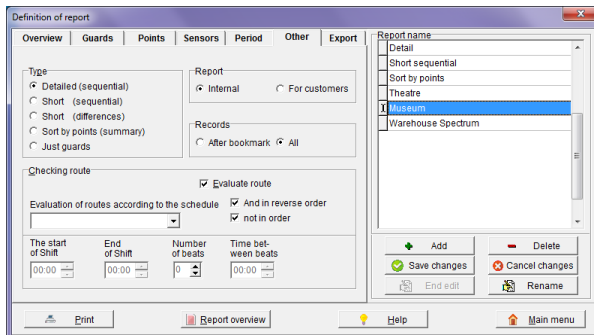 Definition of report
Overview Guards Points Sensors Period Other Export
Type
Detailed (sequential)
Short (sequential)
Short (differences)
Sort by points (summary)
Just guards
Report
Internal For customers
Records
After bookmark All
Checking route
Evaluate route
Evaluation of routes according to the schedule
And in reverse order
not in order
The start
of Shift
End
of Shift
Number
of beats
Time bet-
ween beats
00:00 00:00 0 00:00
Report name
Detail
Short sequential
Sort by points
Theatre
Museum
Warehouse Spectrum
Add Delete
Save changes Cancel changes
End edit Rename
Print Report overview Help Main menu